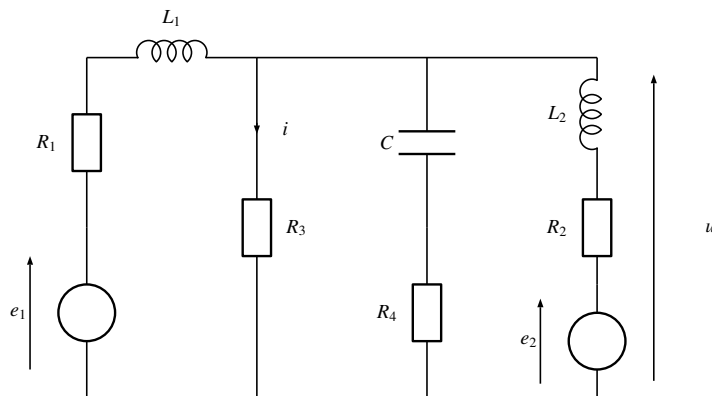 L₁
R₁
i
C
L₂
R₃
R₂
u
e₁
R₄
e₂